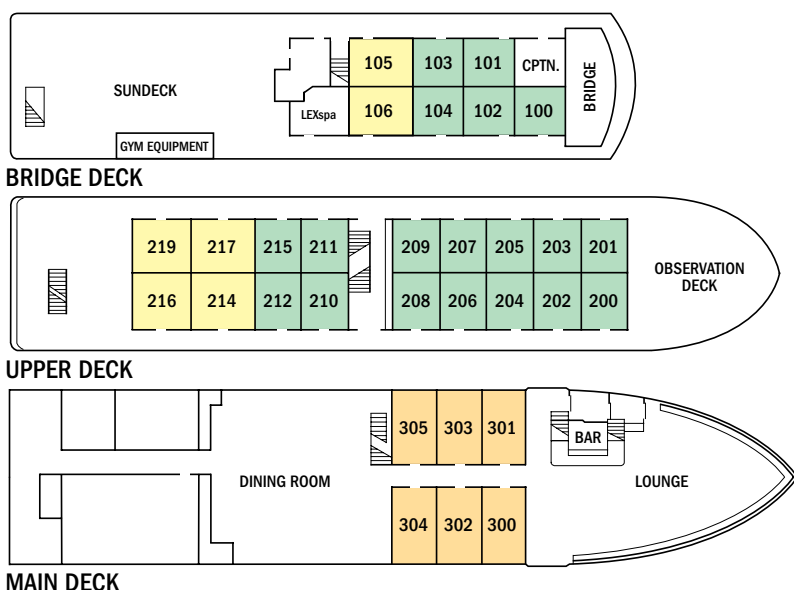 105 103 101 CPTN.
SUNDECK
BRIDGE
LEXspa 106 104 102 100
GYM EQUIPMENT
BRIDGE DECK
219 217 215 211 209 207 205 203 201
OBSERVATION
DECK
216 214 212 210 208 206 204 202 200
UPPER DECK
305 303 301
BAR
DINING ROOM
LOUNGE
304 302 300
MAIN DECK